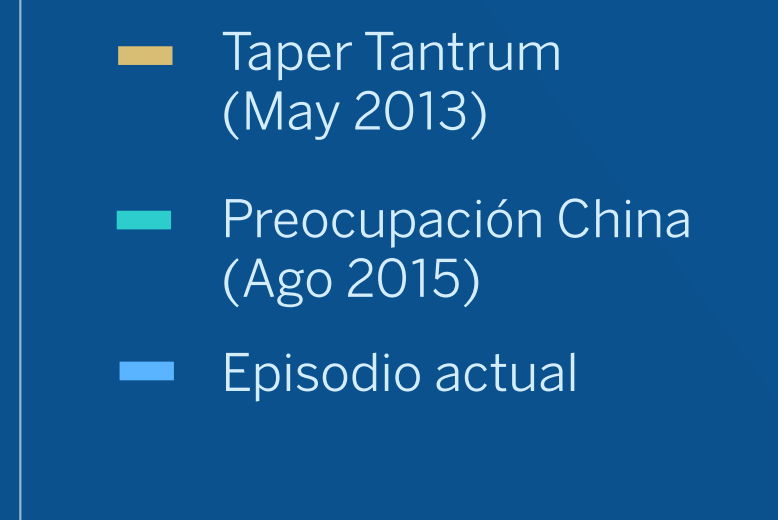 Taper Tantrum
(May 2013)
Preocupación China
(Ago 2015)
Episodio actual